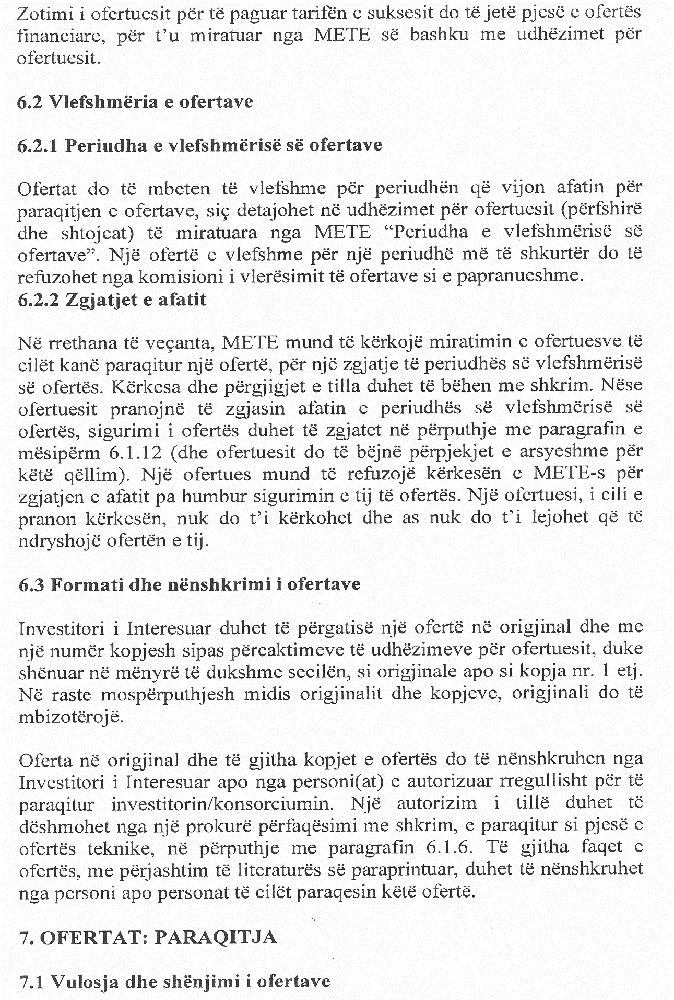 Zotimi i ofertuesit për të paguar tarifën e suksesit do të jetë pjesë e ofertës
financiare, për t’u miratuar nga METE së bashku me udhëzimet për
ofertuesit.
6.2 Vlefshmëria e ofertave
6.2.1 Periudha e vlefshmërisë së ofertave
Ofertat do të mbeten të vlefshme për periudhën që vijon afatin për
paraqitjen e ofertave, siç detajohet në udhëzimet për ofertuesit (përfshirë
dhe shtojcat) të miratuara nga METE “Periudha e vlefshmërisë së
ofertave”. Një ofertë e vlefshme për një periudhë më të shkurtër do të
refuzohet nga komisioni i vlerësimit të ofertave si e papranueshme.
6.2.2 Zgjatjet e afatit
Në rrethana të veçanta, METE mund të kërkojë miratimin e ofertuesve të
cilët kanë paraqitur një ofertë, për një zgjatje të periudhës së vlefshmërisë
së ofertës. Kërkesa dhe përgjigjet e tilla duhet të bëhen me shkrim. Nëse
ofertuesit pranojnë të zgjasin afatin e periudhës së vlefshmërisë së
ofertës, sigurimi i ofertës duhet të zgjatet në përputhje me paragrafin e
mësipërm 6.1.12 (dhe ofertuesit do të bëjnë përpjekjet e arsyeshme për
këtë qëllim). Një ofertues mund të refuzojë kërkesën e METE-s për
zgjatjen e afatit pa humbur sigurimin e tij të ofertës. Një ofertuesi, i cili e
pranon kërkesën, nuk do t’i kërkohet dhe as nuk do t’i lejohet që të
ndryshojë ofertën e tij.
6.3 Formati dhe nënshkrimi i ofertave
Investitori i Interesuar duhet të përgatisë një ofertë në origjinal dhe me
një numër kopjesh sipas përcaktimeve të udhëzimeve për ofertuesit, duke
shënuar në mënyrë të dukshme secilën, si origjinale apo si kopja nr. 1 etj.
Në raste mospërputhjesh midis origjinalit dhe kopjeve, origjinali do të
mbizotërojë.
Oferta në origjinal dhe të gjitha kopjet e ofertës do të nënshkruhen nga
Investitori i Interesuar apo nga personi(at) e autorizuar rregullisht për të
paraqitur investitorin/konsorciumin. Një autorizim i tillë duhet të
dëshmohet nga një prokurë përfaqësimi me shkrim, e paraqitur si pjesë e
ofertës teknike, në përputhje me paragrafin 6.1.6. Të gjitha faqet e
ofertës, me përjashtim të literaturës së paraprintuar, duhet të nënshkruhet
nga personi apo personat të cilët paraqesin këtë ofertë.
7. OFERTAT: PARAQITJA
7.1 Vulosja dhe shënjimi i ofertave